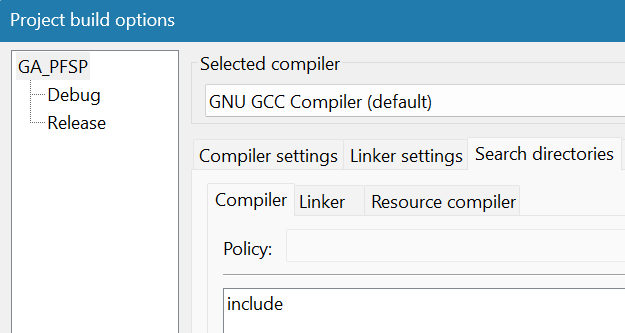 Project build options
GA_PFSP
Debug
Release
Selected compiler
GNU GCC Compiler (default)
Compiler settings
Linker settings
Search directories
Compiler
Linker
Resource compiler
Policy:
include